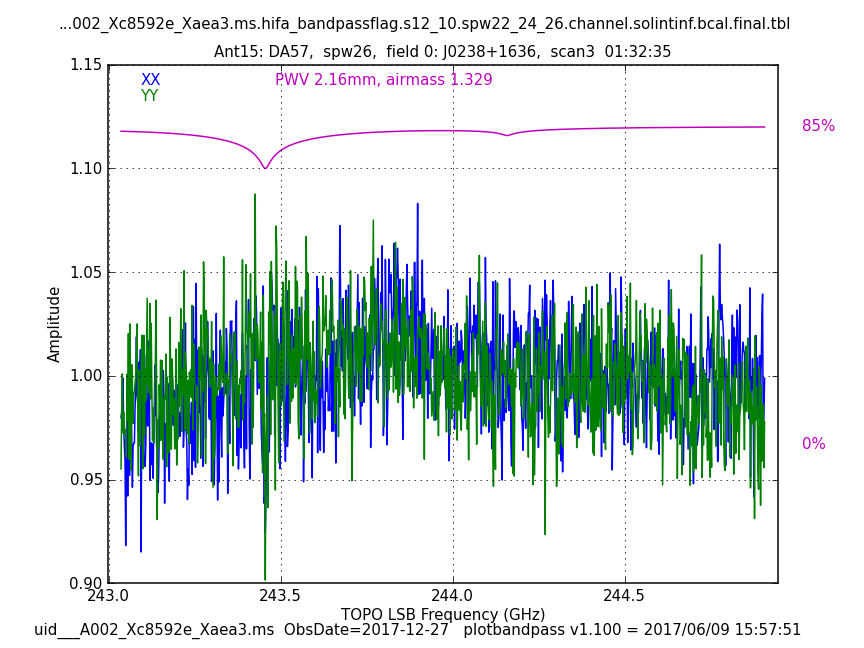 ...002_Xc8592e_Xaea3.ms.hifa_bandpassflag.s12_10.spw22_24_26.channel.solintinf.bcal.final.tbl
Ant15: DA57,  spw26,  field 0: J0238+1636,  scan3  01:32:35
1.15
XX
PWV 2.16mm, airmass 1.329
YY
85%
1.10
1.05
Amplitude
1.00
0%
0.95
0.90
243.0
243.5
244.0
244.5
TOPO LSB Frequency (GHz)
uid___A002_Xc8592e_Xaea3.ms  ObsDate=2017-12-27   plotbandpass v1.100 = 2017/06/09 15:57:51